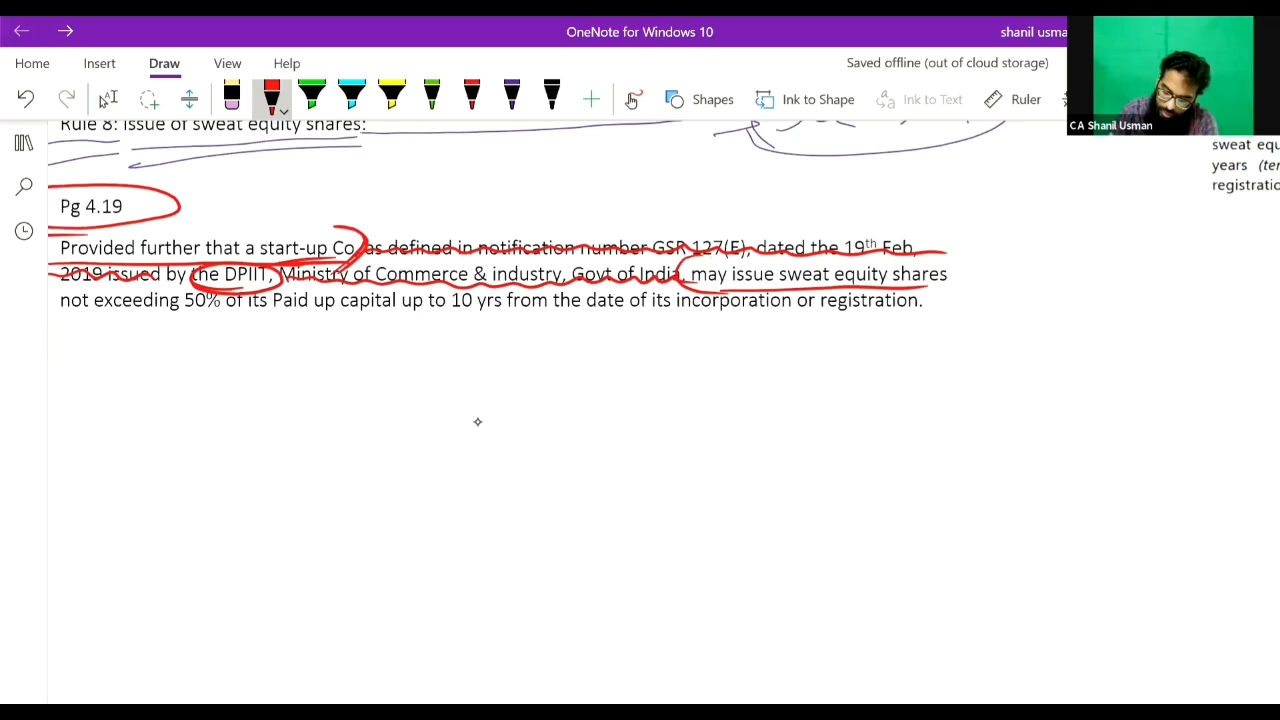 OneNote for Windows 10
shanil usma
Home Insert Draw View Help
Saved offline (out of cloud storage)
Shapes Ink to Shape Ink to Text Ruler
CA Shanil Usman
Rule 8: Issue of sweat equity shares:
sweat equ
years (ter
registratio
Pg 4.19
Provided further that a start-up Co, as defined in notification number GSR 127(E), dated the 19th Feb,
2019 issued by the DPIIT, Ministry of Commerce & industry, Govt of India, may issue sweat equity shares
not exceeding 50% of its Paid up capital up to 10 yrs from the date of its incorporation or registration.